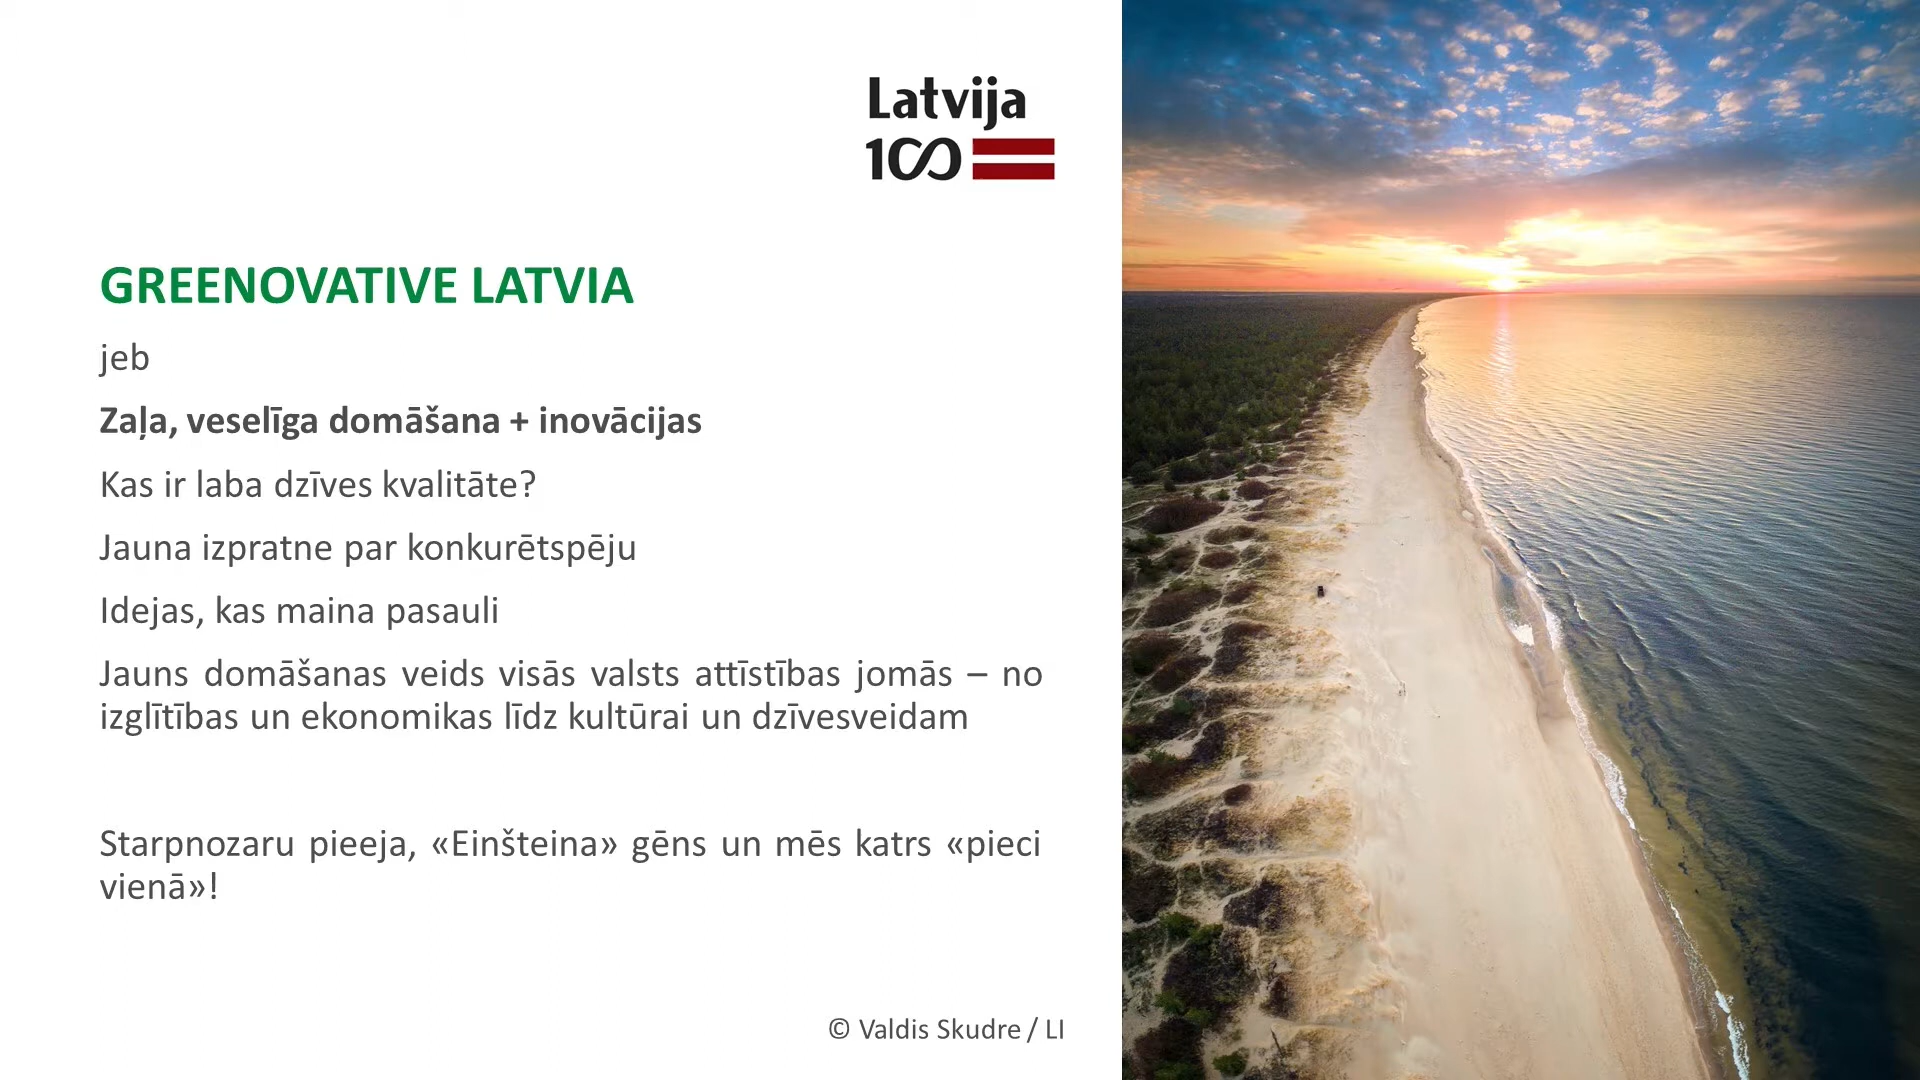 Latvija
100
GREENOVATIVE LATVIA
jeb
Zaļa, veselīga domāšana + inovācijas
Kas ir laba dzīves kvalitāte?
Jauna izpratne par konkurētspēju
Idejas, kas maina pasauli
Jauns domāšanas veids visās valsts attīstības jomās – no
izglītības un ekonomikas līdz kultūrai un dzīvesveidam
Starpnozaru pieeja, «Einšteina» gēns un mēs katrs «pieci
vienā»!
© Valdis Skudre / LI